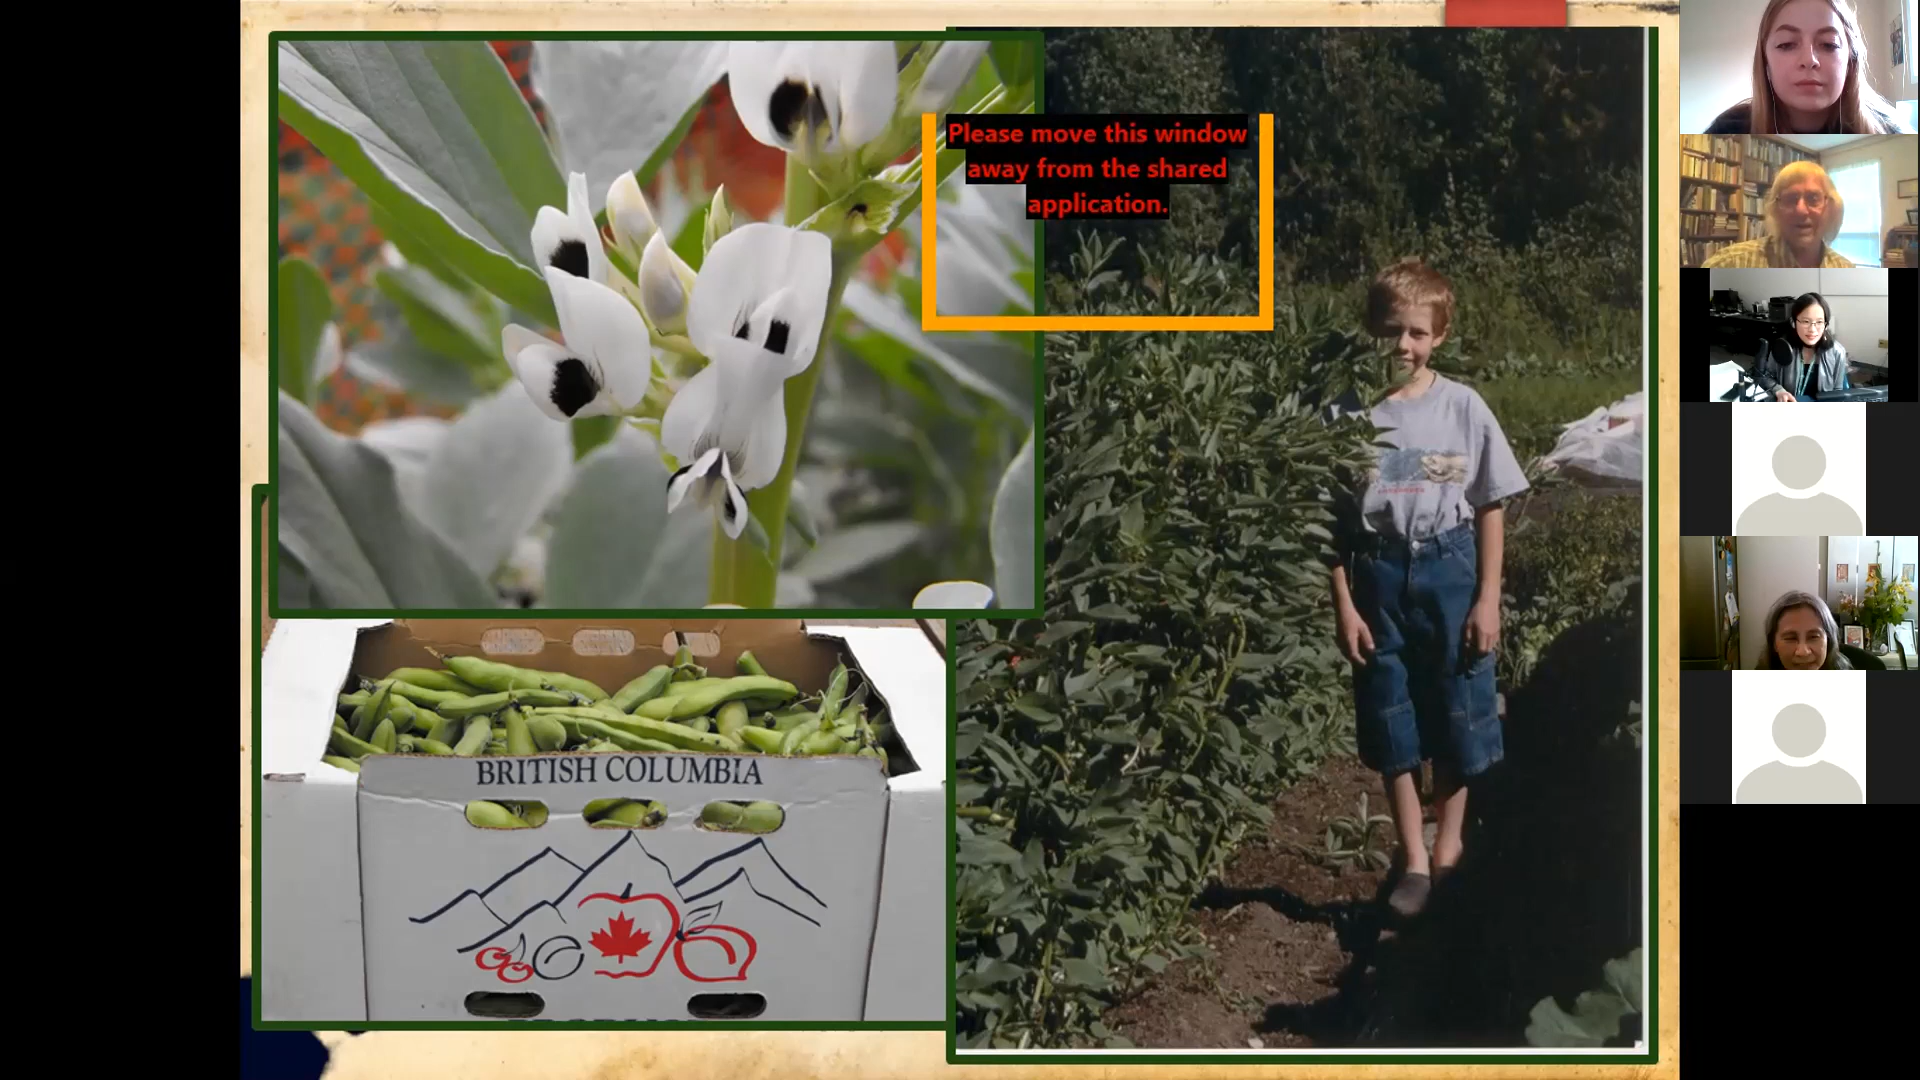 Please move this window
away from the shared
application.
BRITISH COLUMBIA